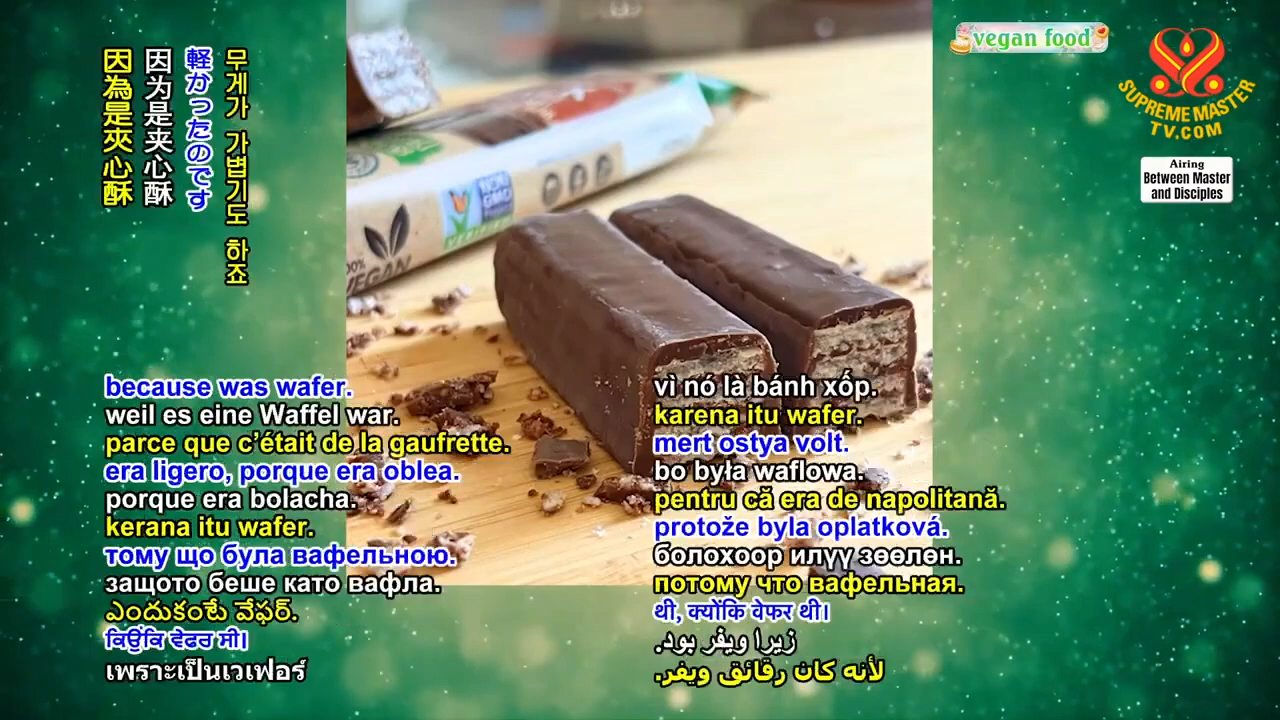 因為是夾心酥
因为是夹心酥
軽かったのです
무게가 가볍기도 하죠
vegan food
SUPREME MASTER
TV.COM
Airing
Between Master
and Disciples
NON
GMO
VEGAN
because was wafer.
weil es eine Waffel war.
parce que c’était de la gaufrette.
era ligero, porque era oblea.
porque era bolacha.
kerana itu wafer.
тому що була вафельною.
защото беше като вафла.
ఎందుకంటే వేఫర్.
ਕਿਉਂਕਿ ਵੇਫਰ ਸੀ।
เพราะเป็นเวเฟอร์
vì nó là bánh xốp.
karena itu wafer.
mert ostya volt.
bo była waflowa.
pentru că era de napolitană.
protože byla oplatková.
болохоор илүү зөөлөн.
потому что вафельная.
थी, क्योंकि वेफर थी।
زیرا ویفر بود.
لأنه كان رقائق ويفر.